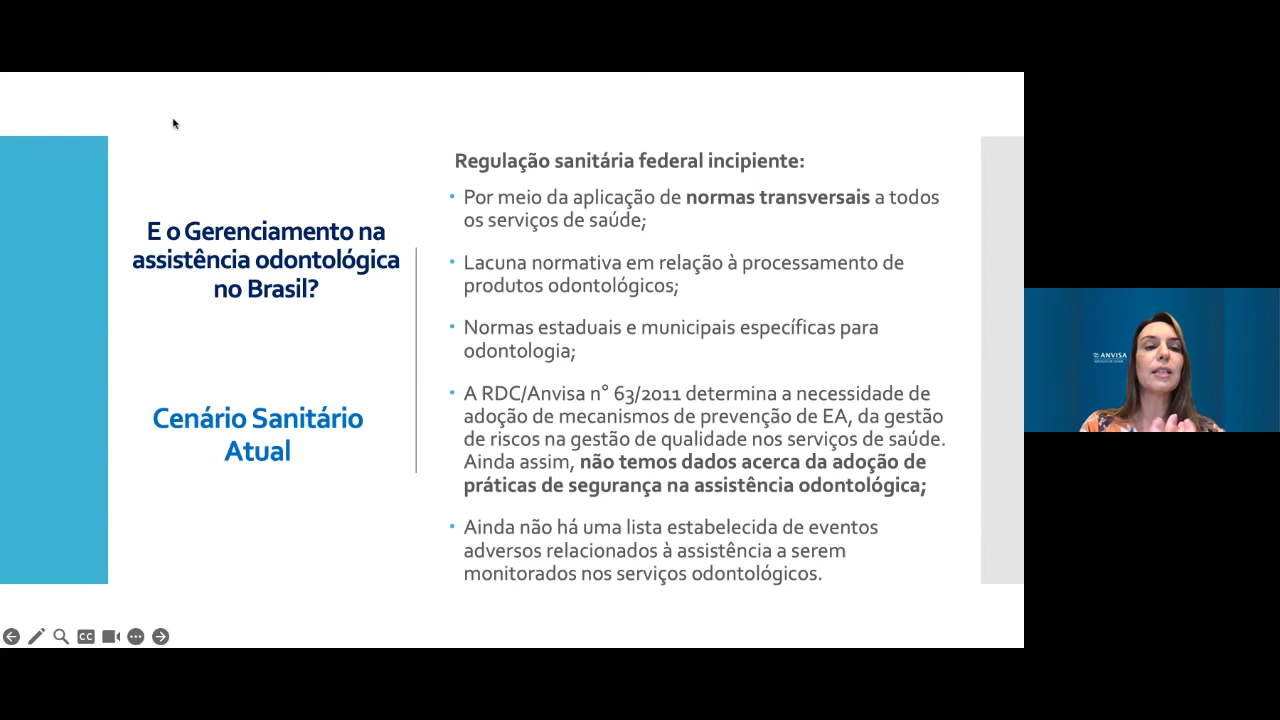 E o Gerenciamento na
assistência odontológica
no Brasil?
Cenário Sanitário
Atual
Regulação sanitária federal incipiente:
• Por meio da aplicação de normas transversais a todos
os serviços de saúde;
• Lacuna normativa em relação à processamento de
produtos odontológicos;
• Normas estaduais e municipais específicas para
odontologia;
• A RDC/Anvisa n° 63/2011 determina a necessidade de
adoção de mecanismos de prevenção de EA, da gestão
de riscos na gestão de qualidade nos serviços de saúde.
Ainda assim, não temos dados acerca da adoção de
práticas de segurança na assistência odontológica;
• Ainda não há uma lista estabelecida de eventos
adversos relacionados à assistência a serem
monitorados nos serviços odontológicos.
CC
ANVISA